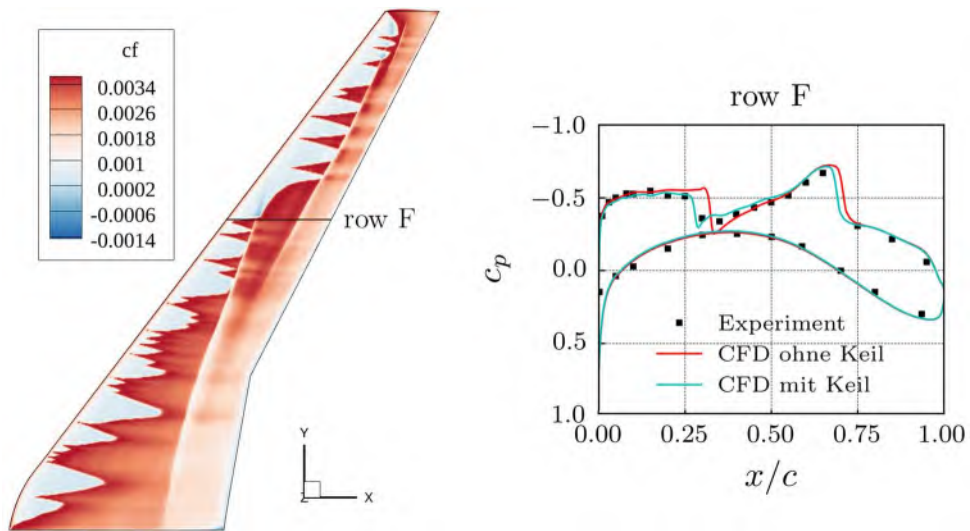 cf
0.0034
0.0026
0.0018
0.001
0.0002
-0.0006
-0.0014
row F
Y
Z
X
row F
−1.0
−0.5
0.0
0.5
1.0
c_p
Experiment
CFD ohne Keil
CFD mit Keil
0.00
0.25
0.50
0.75
1.00
x/c